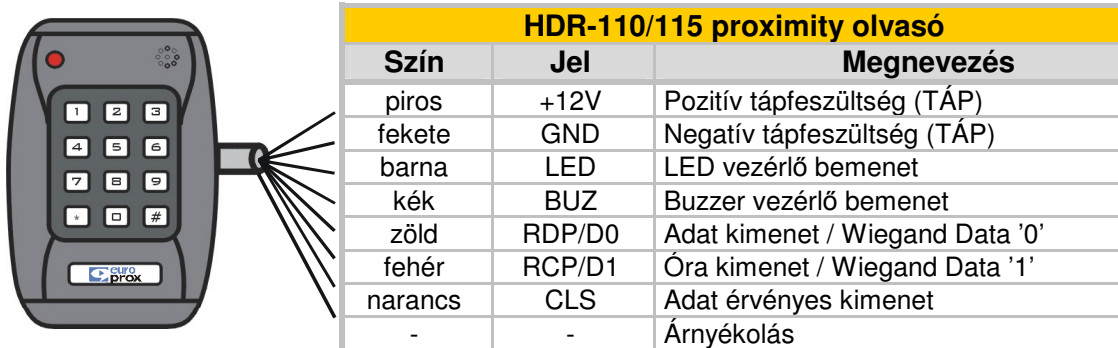 HDR-110/115 proximity olvasó
Szín Jel Megnevezés
piros +12V Pozitív tápfeszültség (TÁP)
fekete GND Negatív tápfeszültség (TÁP)
barna LED LED vezérlő bemenet
kék BUZ Buzzer vezérlő bemenet
zöld RDP/D0 Adat kimenet / Wiegand Data '0'
fehér RCP/D1 Óra kimenet / Wiegand Data '1'
narancs CLS Adat érvényes kimenet
- - Árnyékolás
1 2 3
4 5 6
7 8 9
* 0 #
euro
prox